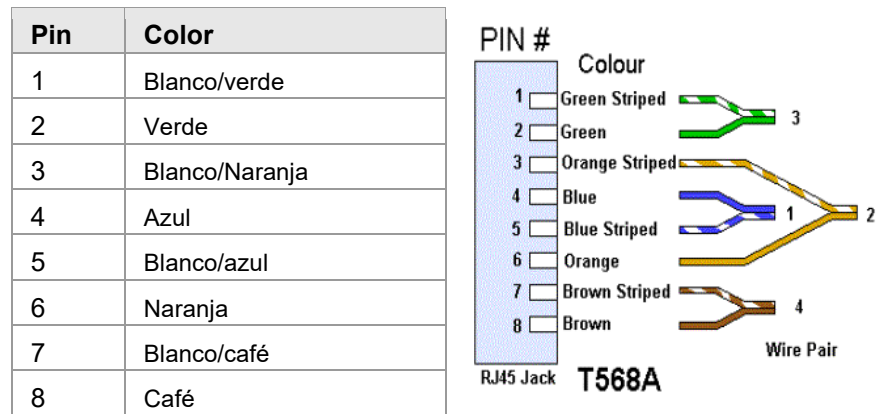 Pin Color
1 Blanco/verde
2 Verde
3 Blanco/Naranja
4 Azul
5 Blanco/azul
6 Naranja
7 Blanco/café
8 Café
PIN #
Colour
1 Green Striped
2 Green
3
3 Orange Striped
4 Blue
5 Blue Striped
1
2
6 Orange
7 Brown Striped
8 Brown
4
Wire Pair
RJ45 Jack T568A